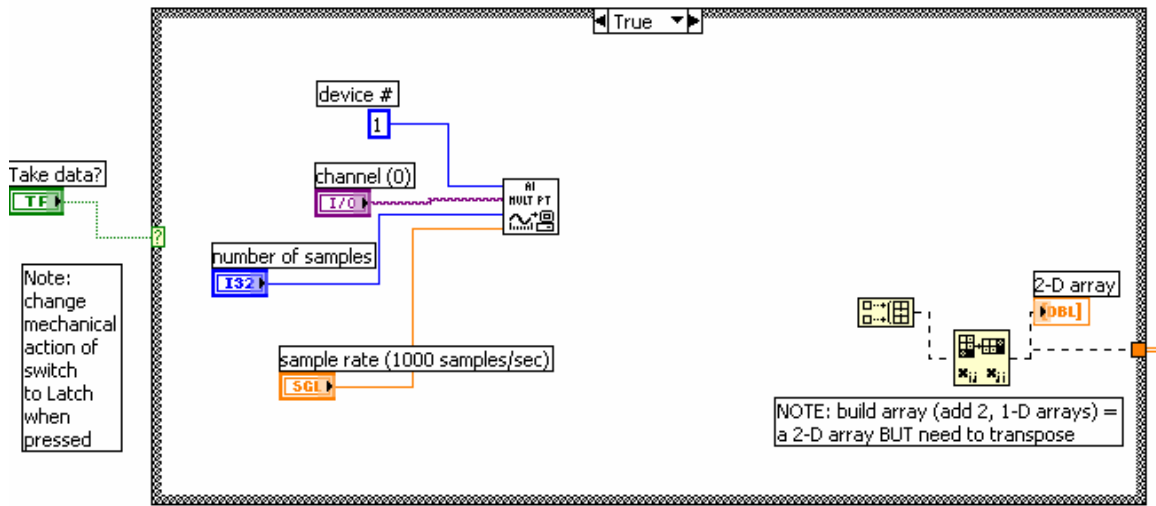 True
device #
1
Take data?
TF
channel (0)
I/O
AI
MULT PT
?
number of samples
I32
Note:
change
mechanical
action of
switch
to Latch
when
pressed
sample rate (1000 samples/sec)
SGL
2-D array
DBL]
Xij Xji
NOTE: build array (add 2, 1-D arrays) =
a 2-D array BUT need to transpose